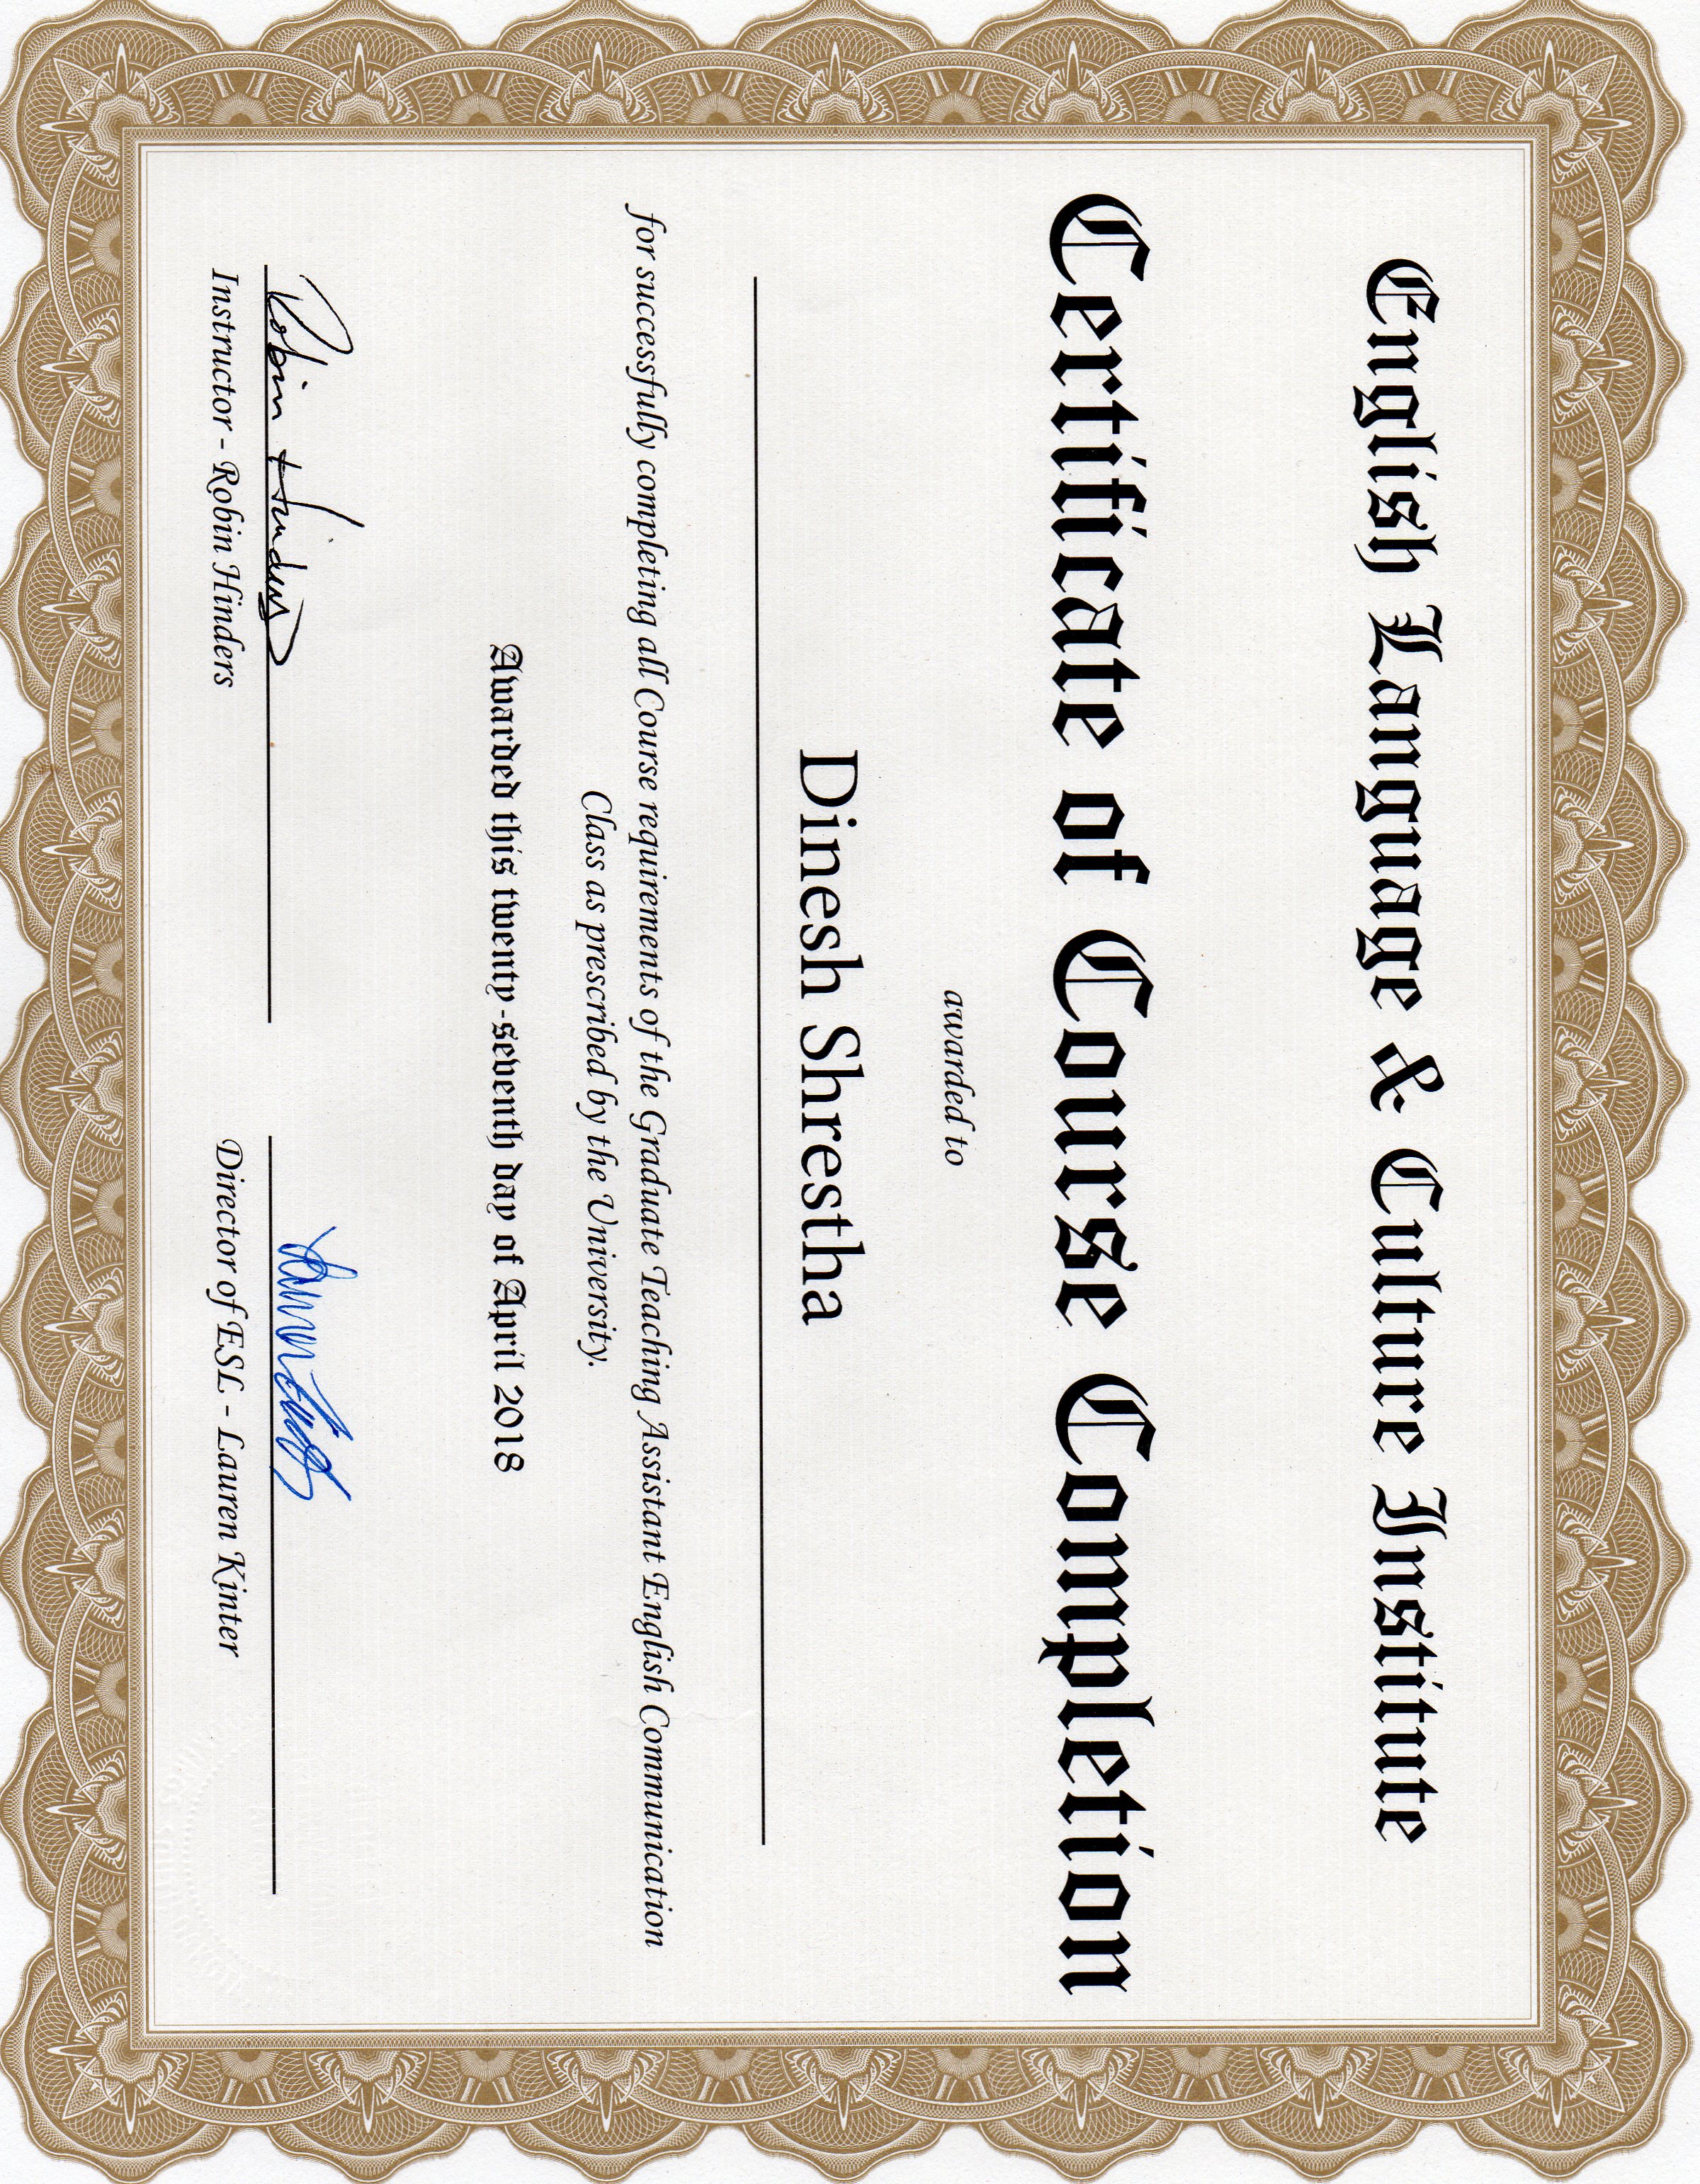 English Language & Culture Institute
Certificate of Course Completion
awarded to
Dinesh Shrestha
for successfully completing all Course requirements of the Graduate Teaching Assistant English Communication
Class as prescribed by the University.
Awarded this twenty-seventh day of April 2018
Robin Hinders
Instructor - Robin Hinders
Director of ESL - Lauren Kinter